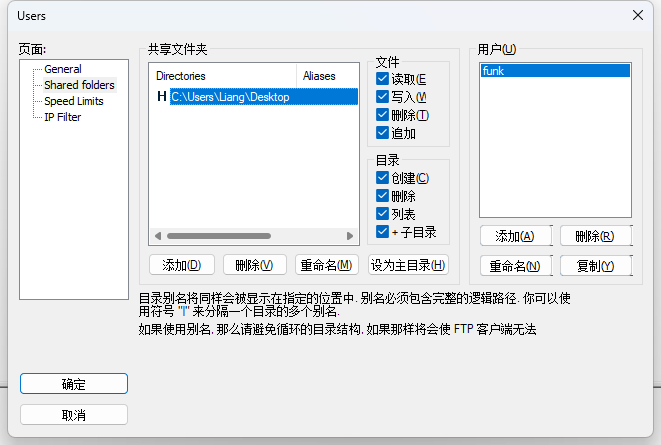 Users
页面:
General
Shared folders
Speed Limits
IP Filter
共享文件夹
Directories Aliases
H C:\Users\Liang\Desktop
添加(D) 删除(V) 重命名(M) 设为主目录(H)
文件
读取(E
写入(W
删除(T)
追加
目录
创建(C)
删除
列表
+ 子目录
用户(U)
funk
添加(A) 删除(R)
重命名(N) 复制(Y)
目录别名将同样会被显示在指定的位置中. 别名必须包含完整的逻辑路径. 你可以使
用符号 "|" 来分隔一个目录的多个别名.
如果使用别名, 那么请避免循环的目录结构, 如果那样将会使 FTP 客户端无法
确定
取消